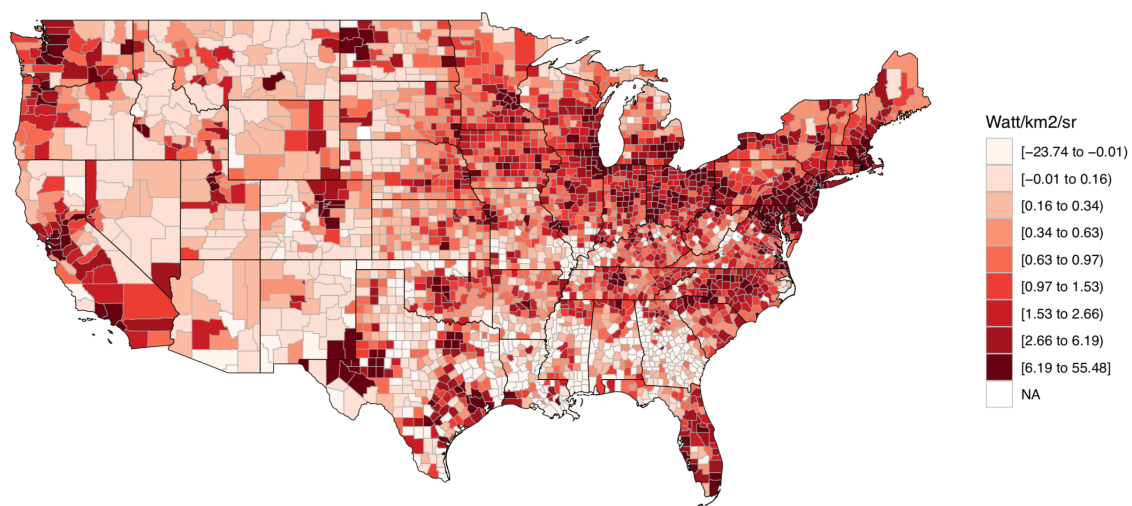 Watt/km2/sr
[−23.74 to −0.01)
[−0.01 to 0.16)
[0.16 to 0.34)
[0.34 to 0.63)
[0.63 to 0.97)
[0.97 to 1.53)
[1.53 to 2.66)
[2.66 to 6.19)
[6.19 to 55.48]
NA